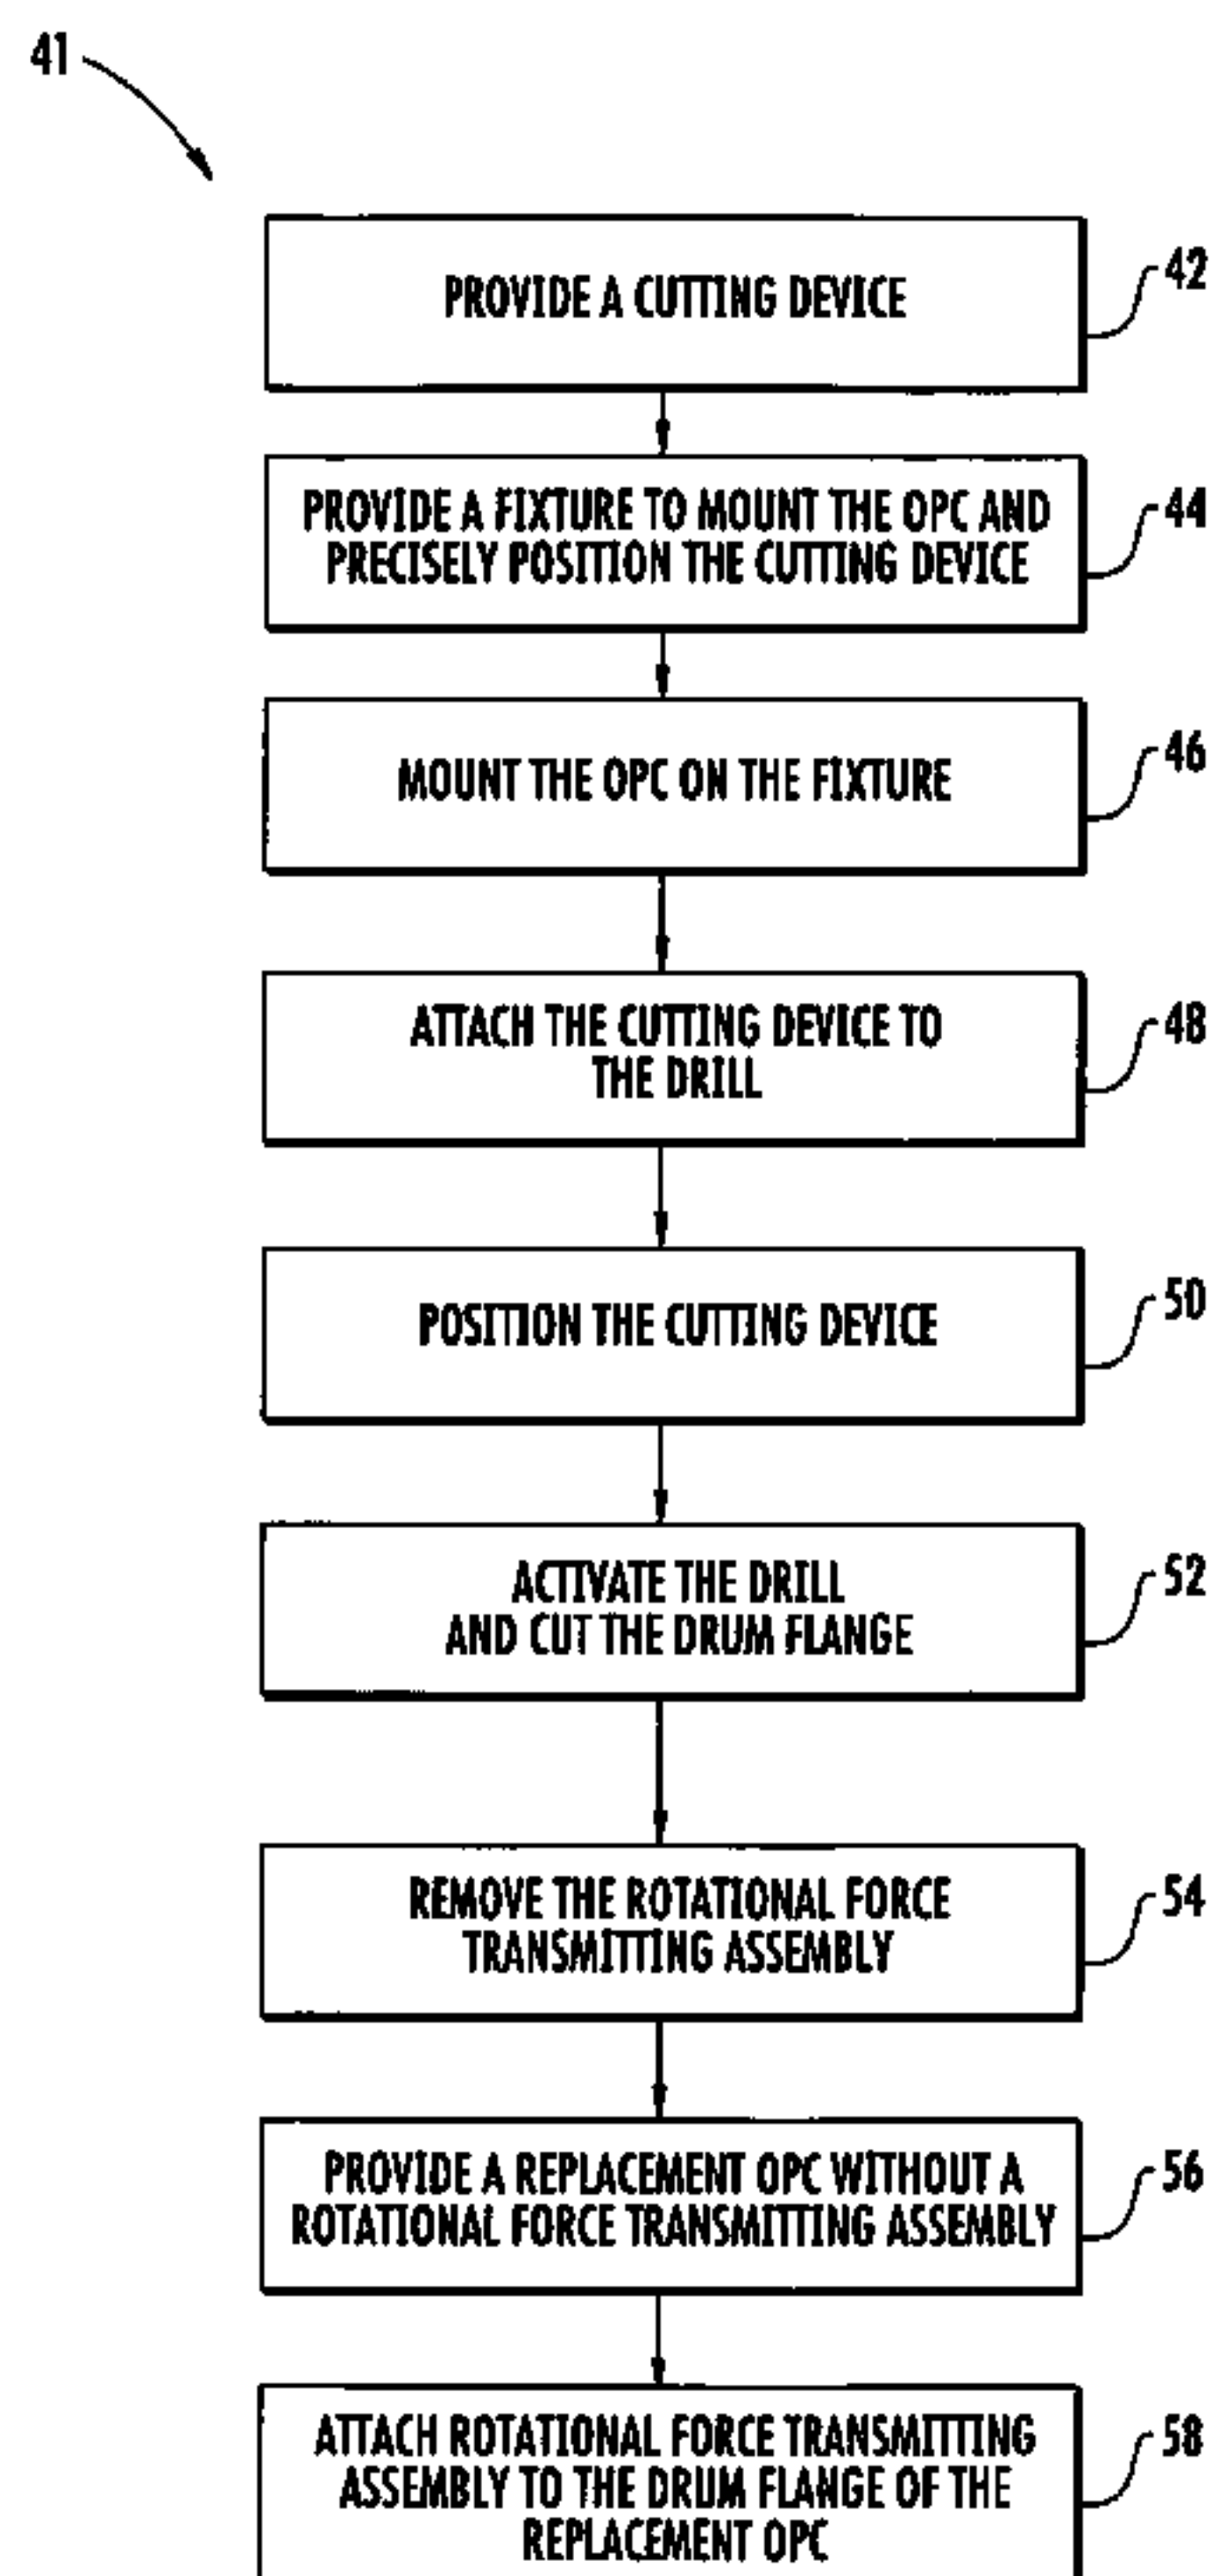 41
PROVIDE A CUTTING DEVICE
42
PROVIDE A FIXTURE TO MOUNT THE OPC AND
PRECISELY POSITION THE CUTTING DEVICE
44
MOUNT THE OPC ON THE FIXTURE
46
ATTACH THE CUTTING DEVICE TO
THE DRILL
48
POSITION THE CUTTING DEVICE
50
ACTIVATE THE DRILL
AND CUT THE DRUM FLANGE
52
REMOVE THE ROTATIONAL FORCE
TRANSMITTING ASSEMBLY
54
PROVIDE A REPLACEMENT OPC WITHOUT A
ROTATIONAL FORCE TRANSMITTING ASSEMBLY
56
ATTACH ROTATIONAL FORCE TRANSMITTING
ASSEMBLY TO THE DRUM FLANGE OF THE
REPLACEMENT OPC
58